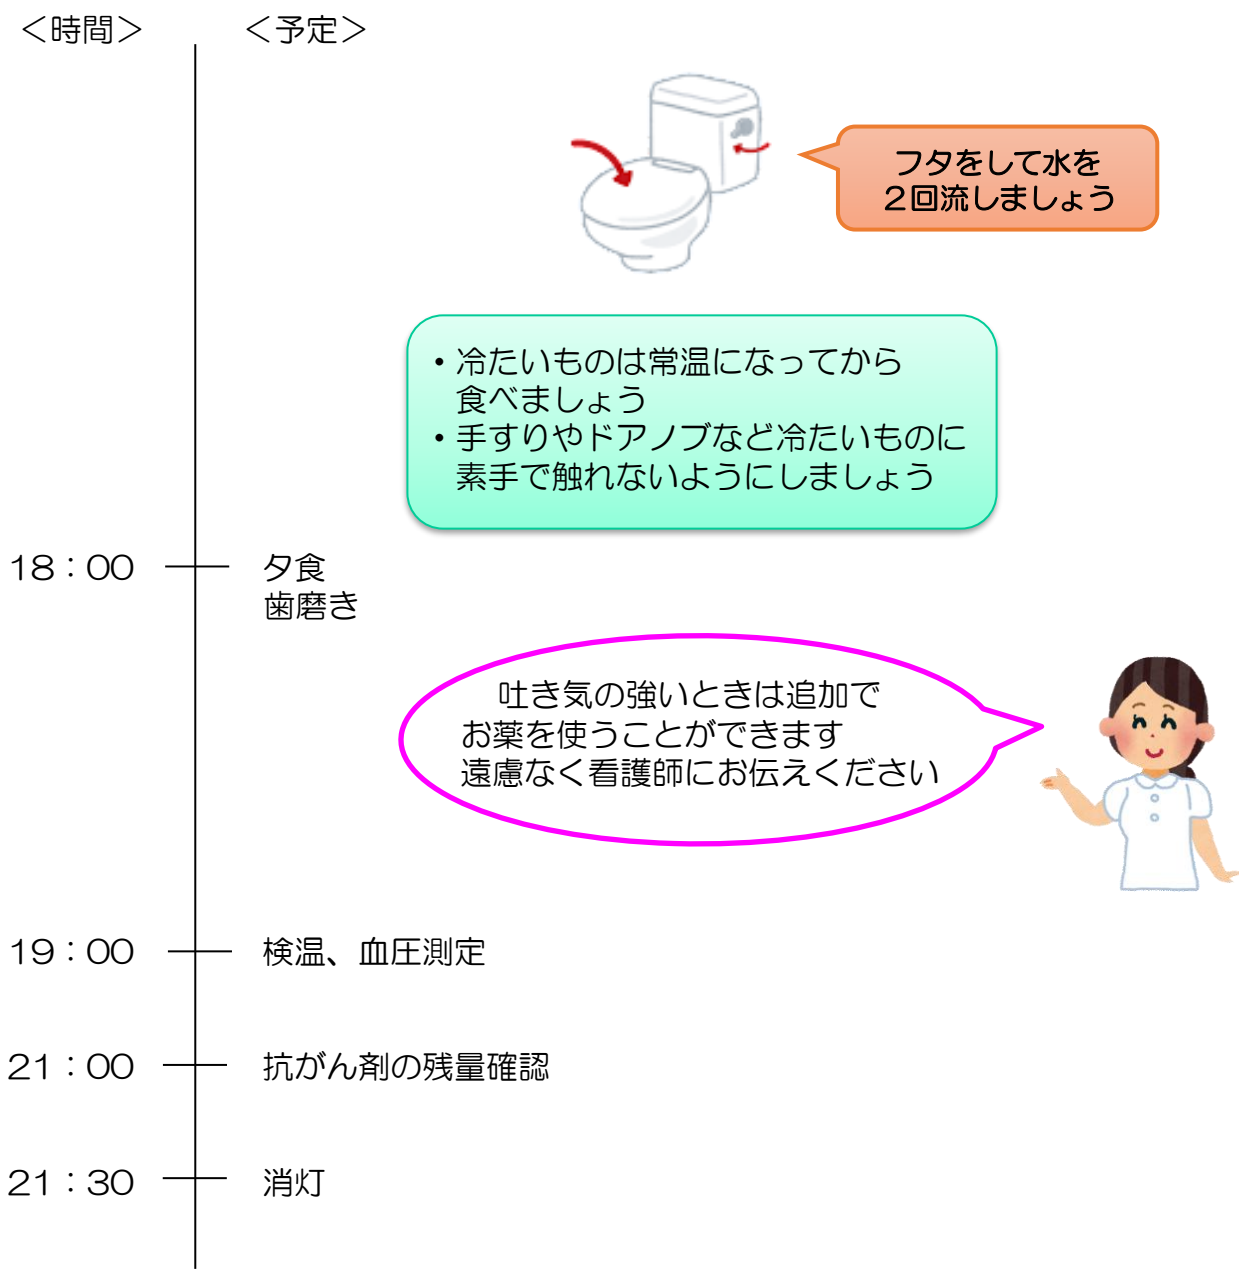 ＜時間＞ ＜予定＞
フタをして水を
２回流しましょう
・冷たいものは常温になってから
食べましょう
・手すりやドアノブなど冷たいものに
素手で触れないようにしましょう
18：00 夕食
歯磨き
吐き気の強いときは追加で
お薬を使うことができます
遠慮なく看護師にお伝えください
19：00 検温、血圧測定
21：00 抗がん剤の残量確認
21：30 消灯